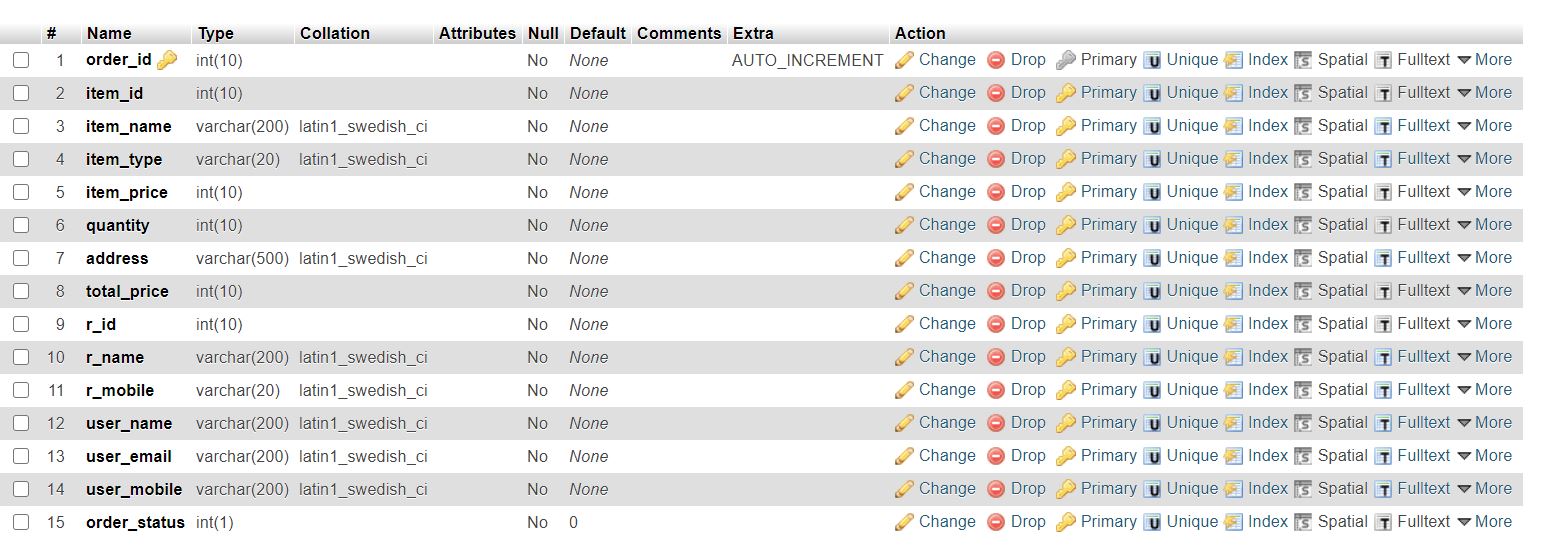 # Name Type Collation Attributes Null Default Comments Extra Action
1 order_id int(10) No None AUTO_INCREMENT Change Drop Primary Unique Index Spatial Fulltext More
2 item_id int(10) No None Change Drop Primary Unique Index Spatial Fulltext More
3 item_name varchar(200) latin1_swedish_ci No None Change Drop Primary Unique Index Spatial Fulltext More
4 item_type varchar(20) latin1_swedish_ci No None Change Drop Primary Unique Index Spatial Fulltext More
5 item_price int(10) No None Change Drop Primary Unique Index Spatial Fulltext More
6 quantity int(10) No None Change Drop Primary Unique Index Spatial Fulltext More
7 address varchar(500) latin1_swedish_ci No None Change Drop Primary Unique Index Spatial Fulltext More
8 total_price int(10) No None Change Drop Primary Unique Index Spatial Fulltext More
9 r_id int(10) No None Change Drop Primary Unique Index Spatial Fulltext More
10 r_name varchar(200) latin1_swedish_ci No None Change Drop Primary Unique Index Spatial Fulltext More
11 r_mobile varchar(20) latin1_swedish_ci No None Change Drop Primary Unique Index Spatial Fulltext More
12 user_name varchar(200) latin1_swedish_ci No None Change Drop Primary Unique Index Spatial Fulltext More
13 user_email varchar(200) latin1_swedish_ci No None Change Drop Primary Unique Index Spatial Fulltext More
14 user_mobile varchar(200) latin1_swedish_ci No None Change Drop Primary Unique Index Spatial Fulltext More
15 order_status int(1) No 0 Change Drop Primary Unique Index Spatial Fulltext More